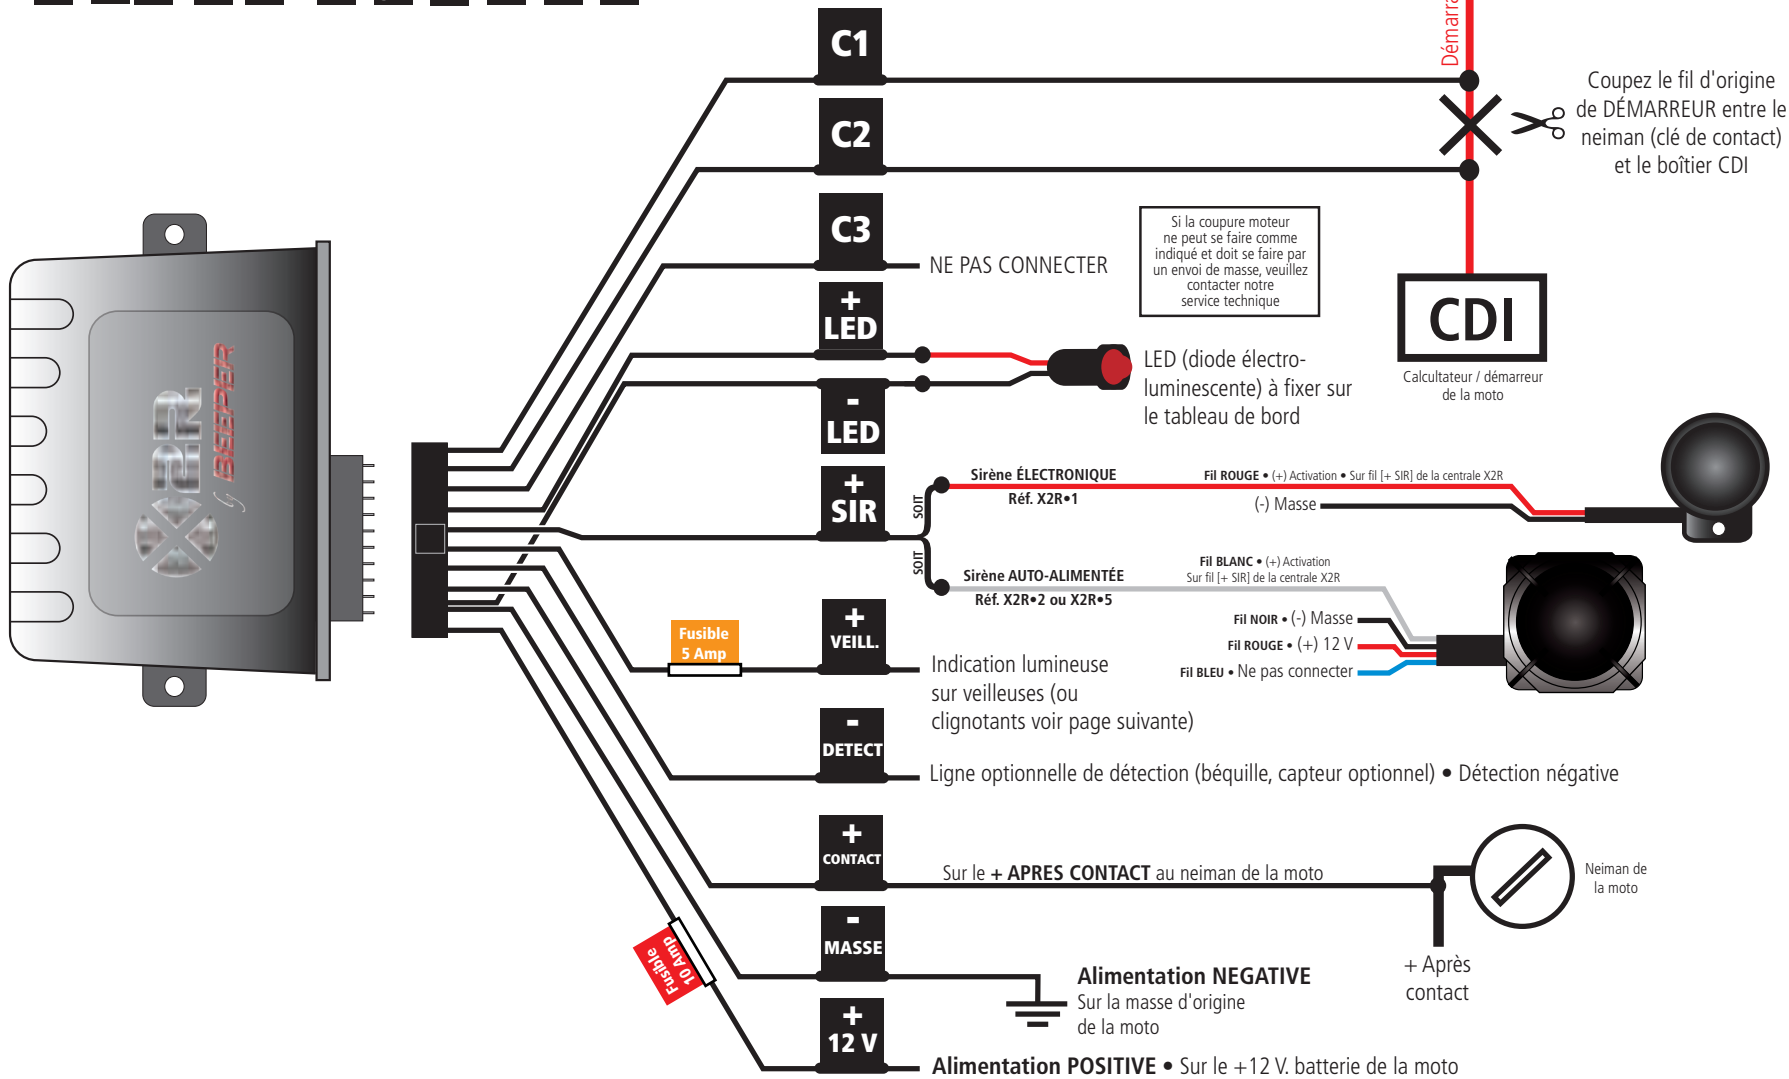 Démarra
C1
Coupez le fil d'origine
de DÉMARREUR entre le
neiman (clé de contact)
et le boîtier CDI
C2
C3
NE PAS CONNECTER
Si la coupure moteur
ne peut se faire comme
indiqué et doit se faire par
un envoi de masse, veuillez
contacter notre
service technique
CDI
Calcultateur / démarreur
de la moto
+
LED
-
LED
LED (diode électro-
luminescente) à fixer sur
le tableau de bord
X2R
by BEEPER
+
SIR
SOIT
Sirène ÉLECTRONIQUE
Réf. X2R•1
Fil ROUGE • (+) Activation • Sur fil [+ SIR] de la centrale X2R
(-) Masse
SOIT
Sirène AUTO-ALIMENTÉE
Réf. X2R•2 ou X2R•5
Fil BLANC • (+) Activation
Sur fil [+ SIR] de la centrale X2R
Fil NOIR • (-) Masse
Fil ROUGE • (+) 12 V
Fil BLEU • Ne pas connecter
Fusible
5 Amp
+
VEILL.
Indication lumineuse
sur veilleuses (ou
clignotants voir page suivante)
-
DETECT
Ligne optionnelle de détection (béquille, capteur optionnel) • Détection négative
+
CONTACT
Sur le + APRES CONTACT au neiman de la moto
Neiman de
la moto
+ Après
contact
-
MASSE
Alimentation NEGATIVE
Sur la masse d'origine
de la moto
Fusible
10 Amp
+
12 V
Alimentation POSITIVE • Sur le +12 V. batterie de la moto